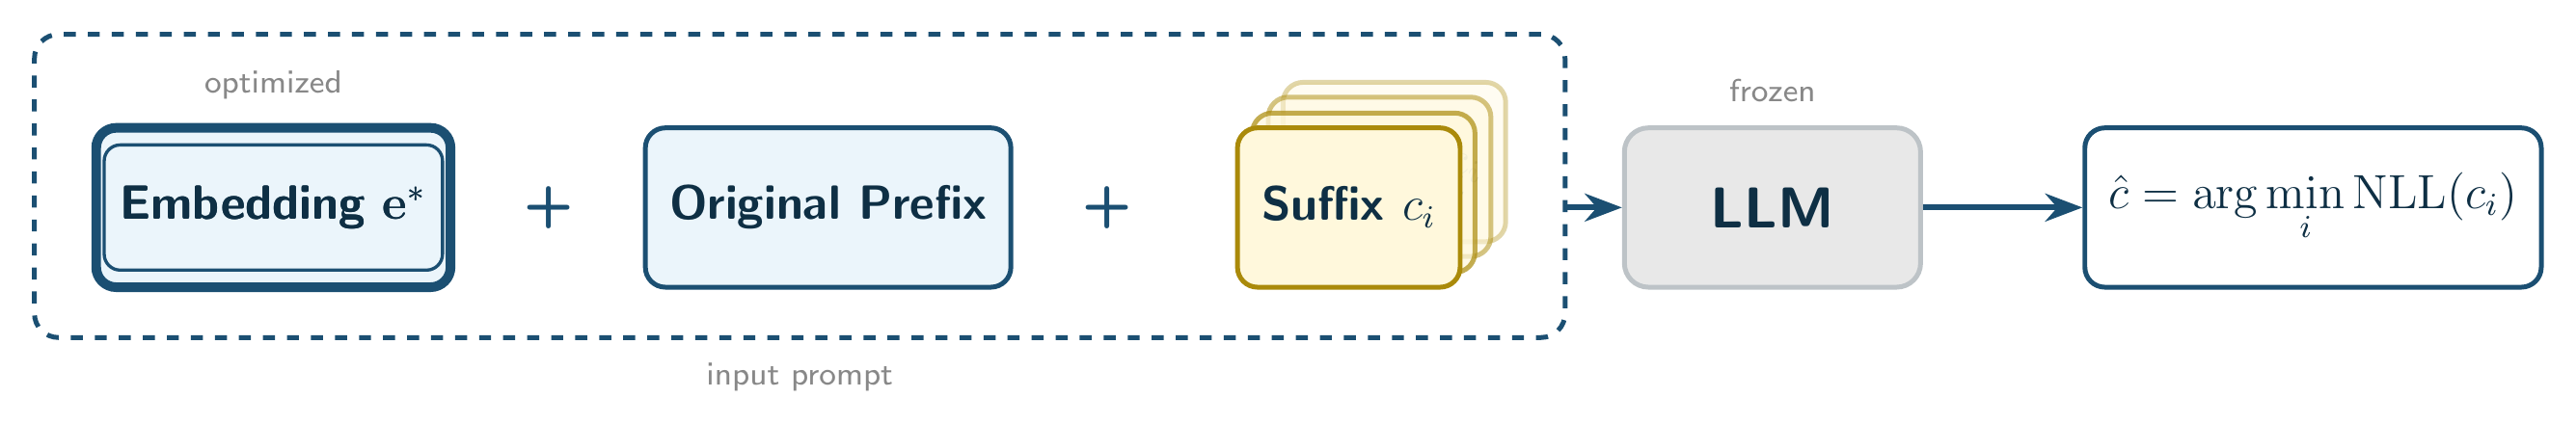 optimized
Embedding e*
+
Original Prefix
+
Suffix cᵢ
input prompt
frozen
LLM
ĉ = arg min NLL(cᵢ)
i